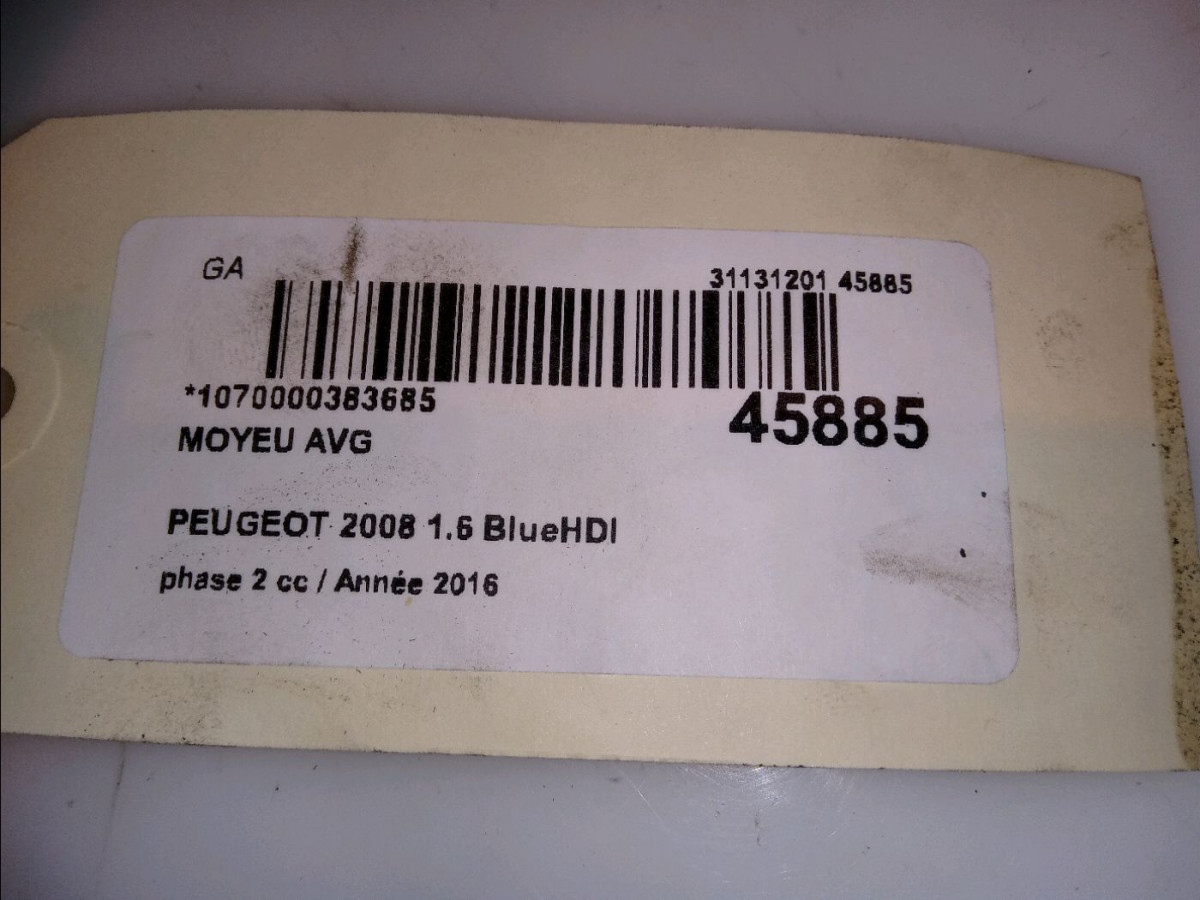 GA
31131201 45885
*1070000383685
45885
MOYEU AVG
PEUGEOT 2008 1.6 BlueHDI
phase 2 cc / Année 2016